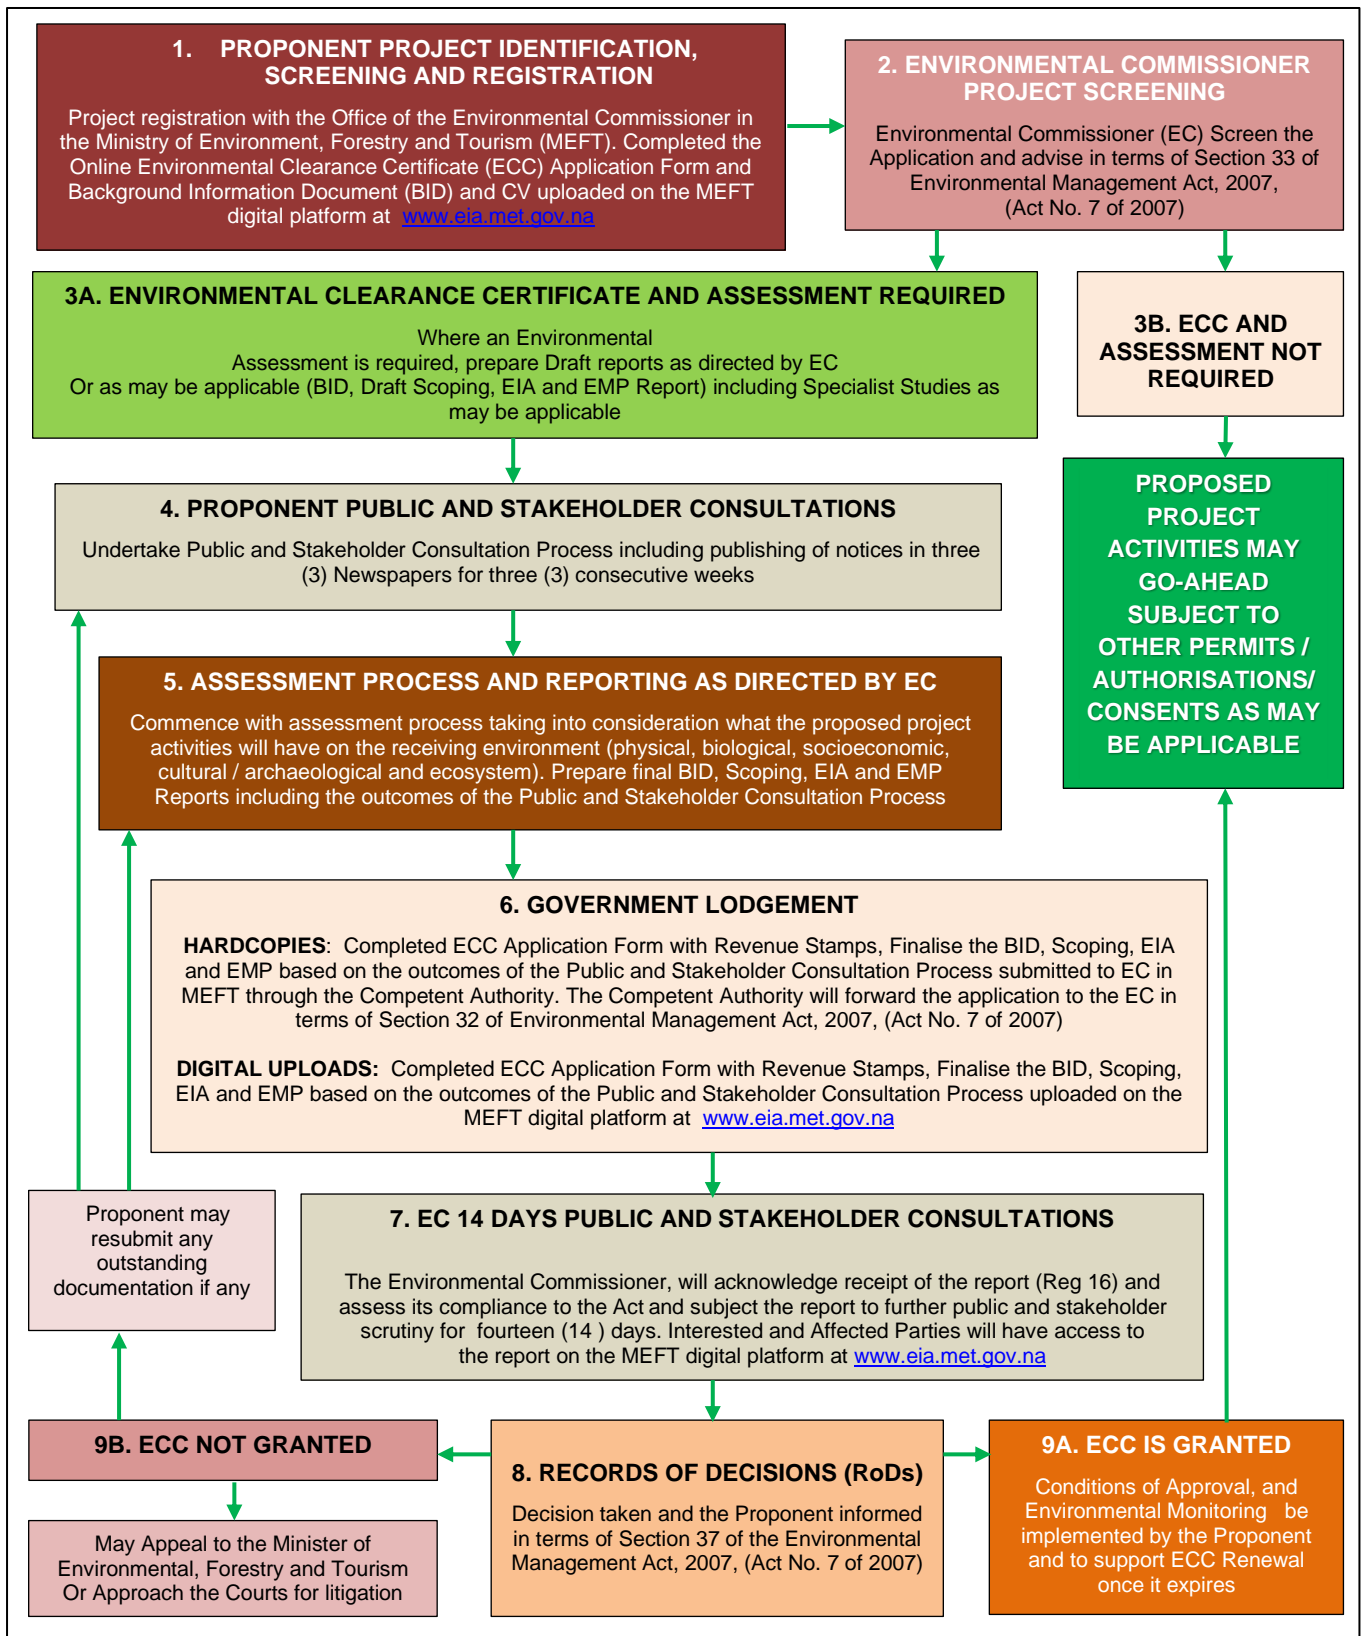 1. PROPONENT PROJECT IDENTIFICATION,
SCREENING AND REGISTRATION
Project registration with the Office of the Environmental Commissioner in
the Ministry of Environment, Forestry and Tourism (MEFT). Completed the
Online Environmental Clearance Certificate (ECC) Application Form and
Background Information Document (BID) and CV uploaded on the MEFT
digital platform at www.eia.met.gov.na
2. ENVIRONMENTAL COMMISSIONER
PROJECT SCREENING
Environmental Commissioner (EC) Screen the
Application and advise in terms of Section 33 of
Environmental Management Act, 2007,
(Act No. 7 of 2007)
3A. ENVIRONMENTAL CLEARANCE CERTIFICATE AND ASSESSMENT REQUIRED
Where an Environmental
Assessment is required, prepare Draft reports as directed by EC
Or as may be applicable (BID, Draft Scoping, EIA and EMP Report) including Specialist Studies as
may be applicable
3B. ECC AND
ASSESSMENT NOT
REQUIRED
4. PROPONENT PUBLIC AND STAKEHOLDER CONSULTATIONS
Undertake Public and Stakeholder Consultation Process including publishing of notices in three
(3) Newspapers for three (3) consecutive weeks
PROPOSED
PROJECT
ACTIVITIES MAY
GO-AHEAD
SUBJECT TO
OTHER PERMITS /
AUTHORISATIONS/
CONSENTS AS MAY
BE APPLICABLE
5. ASSESSMENT PROCESS AND REPORTING AS DIRECTED BY EC
Commence with assessment process taking into consideration what the proposed project
activities will have on the receiving environment (physical, biological, socioeconomic,
cultural / archaeological and ecosystem). Prepare final BID, Scoping, EIA and EMP
Reports including the outcomes of the Public and Stakeholder Consultation Process
6. GOVERNMENT LODGEMENT
HARDCOPIES: Completed ECC Application Form with Revenue Stamps, Finalise the BID, Scoping, EIA
and EMP based on the outcomes of the Public and Stakeholder Consultation Process submitted to EC in
MEFT through the Competent Authority. The Competent Authority will forward the application to the EC in
terms of Section 32 of Environmental Management Act, 2007, (Act No. 7 of 2007)
DIGITAL UPLOADS: Completed ECC Application Form with Revenue Stamps, Finalise the BID, Scoping,
EIA and EMP based on the outcomes of the Public and Stakeholder Consultation Process uploaded on the
MEFT digital platform at www.eia.met.gov.na
Proponent may
resubmit any
outstanding
documentation if any
7. EC 14 DAYS PUBLIC AND STAKEHOLDER CONSULTATIONS
The Environmental Commissioner, will acknowledge receipt of the report (Reg 16) and
assess its compliance to the Act and subject the report to further public and stakeholder
scrutiny for fourteen (14 ) days. Interested and Affected Parties will have access to
the report on the MEFT digital platform at www.eia.met.gov.na
9B. ECC NOT GRANTED
May Appeal to the Minister of
Environmental, Forestry and Tourism
Or Approach the Courts for litigation
8. RECORDS OF DECISIONS (RoDs)
Decision taken and the Proponent informed
in terms of Section 37 of the Environmental
Management Act, 2007, (Act No. 7 of 2007)
9A. ECC IS GRANTED
Conditions of Approval, and
Environmental Monitoring be
implemented by the Proponent
and to support ECC Renewal
once it expires